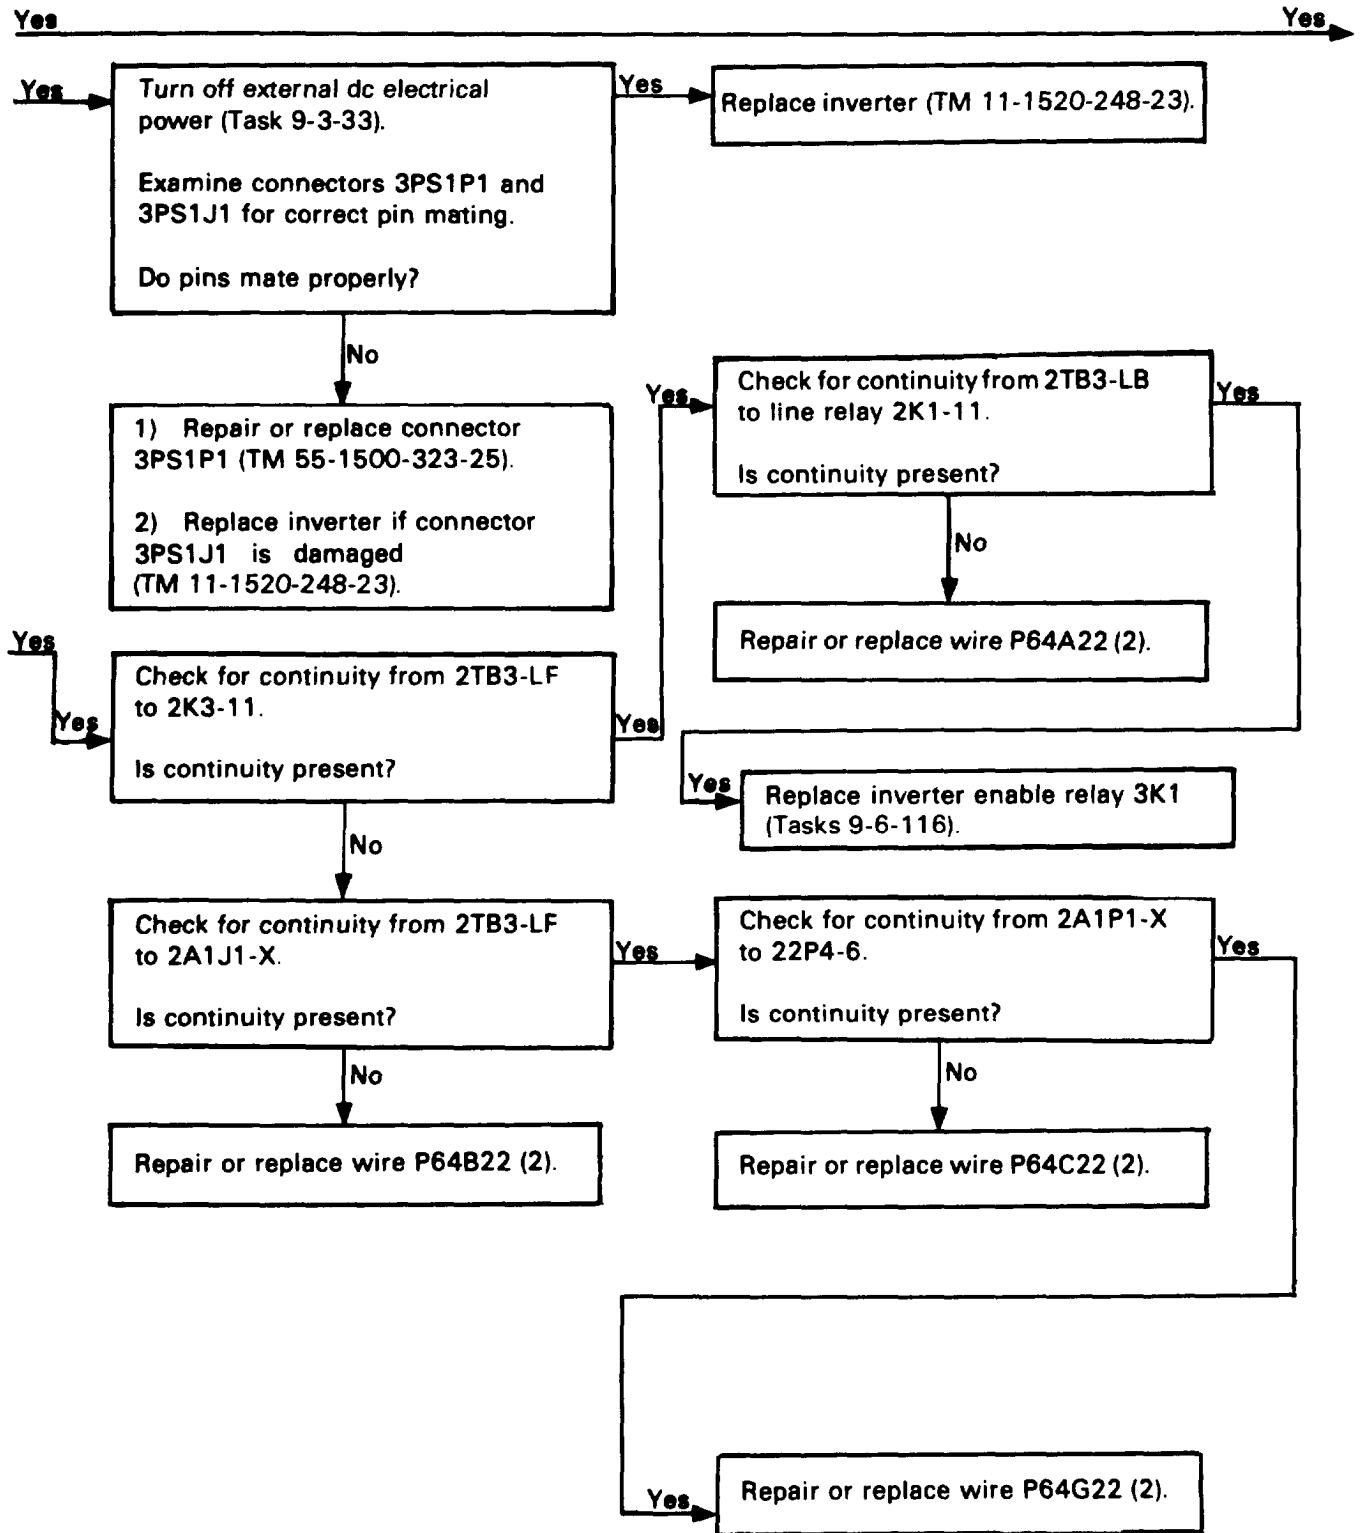 Yes
Yes
Yes
Turn off external dc electrical
power (Task 9-3-33).
Examine connectors 3PS1P1 and
3PS1J1 for correct pin mating.
Do pins mate properly?
Yes
Replace inverter (TM 11-1520-248-23).
No
1) Repair or replace connector
3PS1P1 (TM 55-1500-323-25).
2) Replace inverter if connector
3PS1J1 is damaged
(TM 11-1520-248-23).
Yes
Check for continuity from 2TB3-LB
to line relay 2K1-11.
Is continuity present?
Yes
No
Repair or replace wire P64A22 (2).
Yes
Yes
Check for continuity from 2TB3-LF
to 2K3-11.
Is continuity present?
Yes
Yes
Replace inverter enable relay 3K1
(Tasks 9-6-116).
No
Check for continuity from 2TB3-LF
to 2A1J1-X.
Is continuity present?
Yes
Check for continuity from 2A1P1-X
to 22P4-6.
Is continuity present?
Yes
No
No
Repair or replace wire P64B22 (2).
Repair or replace wire P64C22 (2).
Yes
Repair or replace wire P64G22 (2).